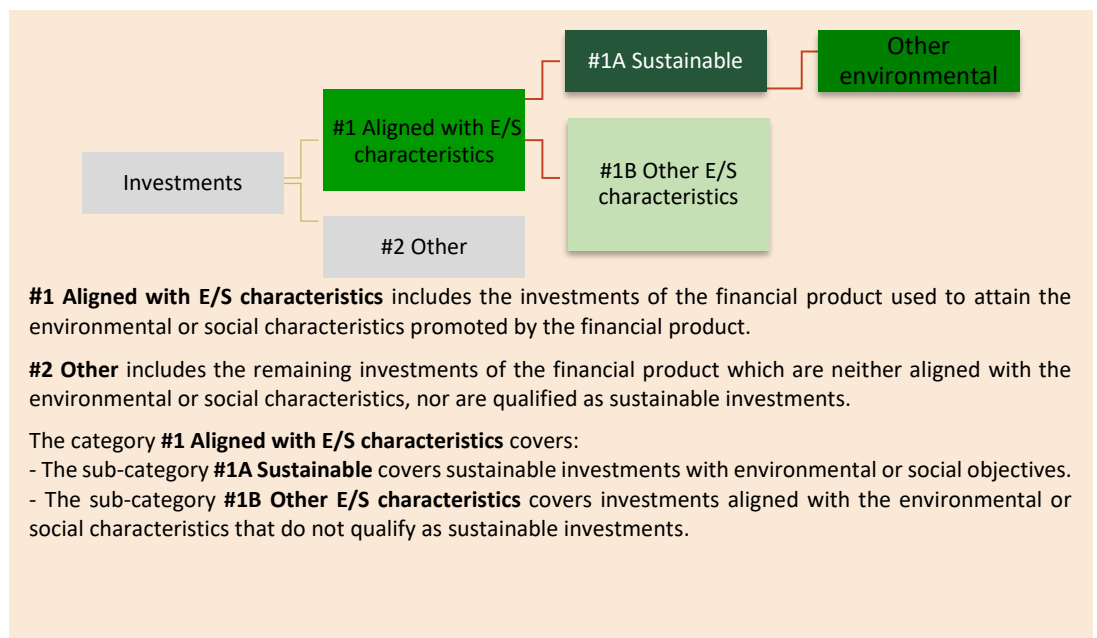 #1A Sustainable
Other
environmental
#1 Aligned with E/S
characteristics
#1B Other E/S
characteristics
Investments
#2 Other
#1 Aligned with E/S characteristics includes the investments of the financial product used to attain the
environmental or social characteristics promoted by the financial product.
#2 Other includes the remaining investments of the financial product which are neither aligned with the
environmental or social characteristics, nor are qualified as sustainable investments.
The category #1 Aligned with E/S characteristics covers:
- The sub-category #1A Sustainable covers sustainable investments with environmental or social objectives.
- The sub-category #1B Other E/S characteristics covers investments aligned with the environmental or
social characteristics that do not qualify as sustainable investments.